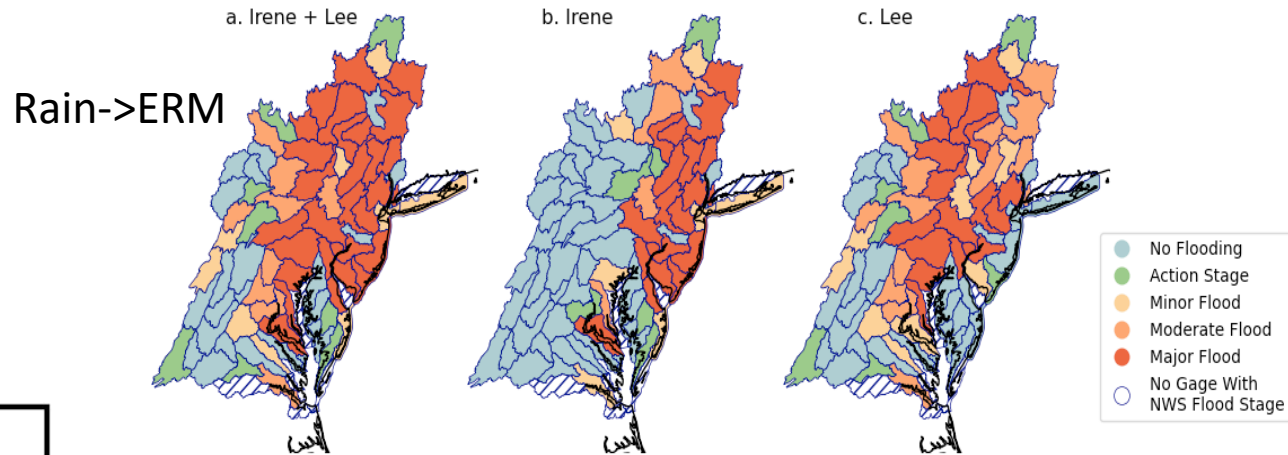 a. Irene + Lee
b. Irene
c. Lee
Rain->ERM
No Flooding
Action Stage
Minor Flood
Moderate Flood
Major Flood
No Gage With
NWS Flood Stage